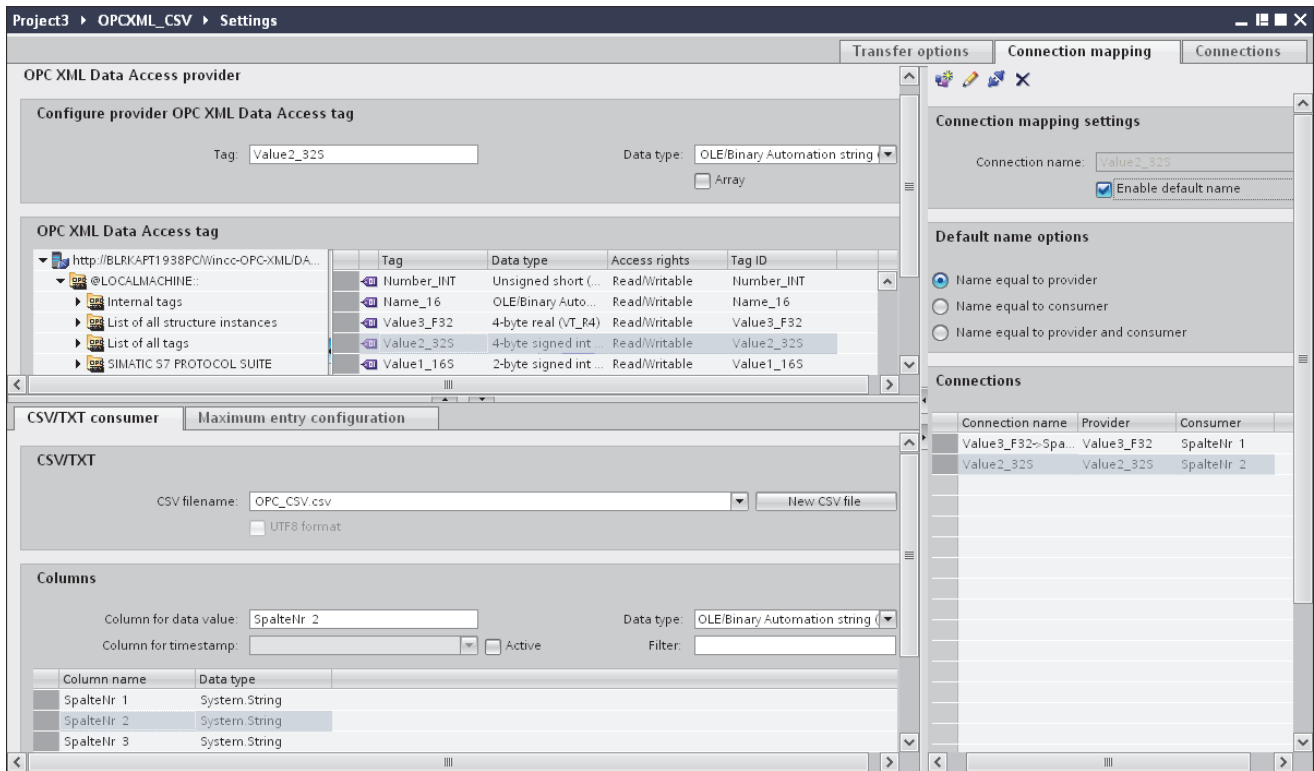 Project3 ▸ OPCXML_CSV ▸ Settings
Transfer options
Connection mapping
Connections
OPC XML Data Access provider
Configure provider OPC XML Data Access tag
Tag: Value2_32S
Data type: OLE/Binary Automation string (
Array
OPC XML Data Access tag
http://BLRKAPT1938PC/Wincc-OPC-XML/DA...
@LOCALMACHINE::
Internal tags
List of all structure instances
List of all tags
SIMATIC S7 PROTOCOL SUITE
Tag Data type Access rights Tag ID
Number_INT Unsigned short (... Read/Writable Number_INT
Name_16 OLE/Binary Auto... Read/Writable Name_16
Value3_F32 4-byte real (VT_R4) Read/Writable Value3_F32
Value2_32S 4-byte signed int ... Read/Writable Value2_32S
Value1_16S 2-byte signed int ... Read/Writable Value1_16S
CSV/TXT consumer
Maximum entry configuration
CSV/TXT
CSV filename: OPC_CSV.csv
New CSV file
UTF8 format
Columns
Column for data value: SpalteNr 2
Data type: OLE/Binary Automation string (
Column for timestamp:
Active
Filter:
Column name Data type
SpalteNr 1 System.String
SpalteNr 2 System.String
SpalteNr 3 System.String
Connection mapping settings
Connection name: Value2_32S
Enable default name
Default name options
Name equal to provider
Name equal to consumer
Name equal to provider and consumer
Connections
Connection name Provider Consumer
Value3_F32->Spa... Value3_F32 SpalteNr 1
Value2_32S Value2_32S SpalteNr 2